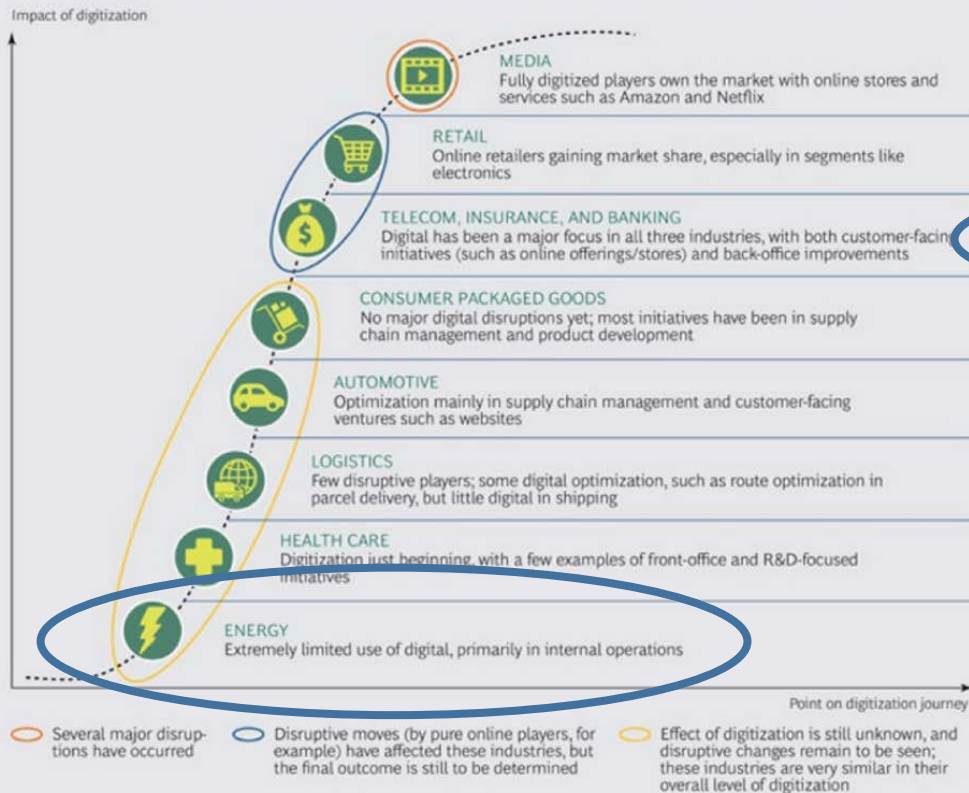 Impact of digitization
MEDIA
Fully digitized players own the market with online stores and
services such as Amazon and Netflix
RETAIL
Online retailers gaining market share, especially in segments like
electronics
$
TELECOM, INSURANCE, AND BANKING
Digital has been a major focus in all three industries, with both customer-facing
initiatives (such as online offerings/stores) and back-office improvements
CONSUMER PACKAGED GOODS
No major digital disruptions yet; most initiatives have been in supply
chain management and product development
AUTOMOTIVE
Optimization mainly in supply chain management and customer-facing
ventures such as websites
LOGISTICS
Few disruptive players; some digital optimization, such as route optimization in
parcel delivery, but little digital in shipping
HEALTH CARE
Digitization just beginning, with a few examples of front-office and R&D-focused
initiatives
ENERGY
Extremely limited use of digital, primarily in internal operations
Point on digitization journey
Several major disrup-
tions have occurred
Disruptive moves (by pure online players, for
example) have affected these industries, but
the final outcome is still to be determined
Effect of digitization is still unknown, and
disruptive changes remain to be seen;
these industries are very similar in their
overall level of digitization